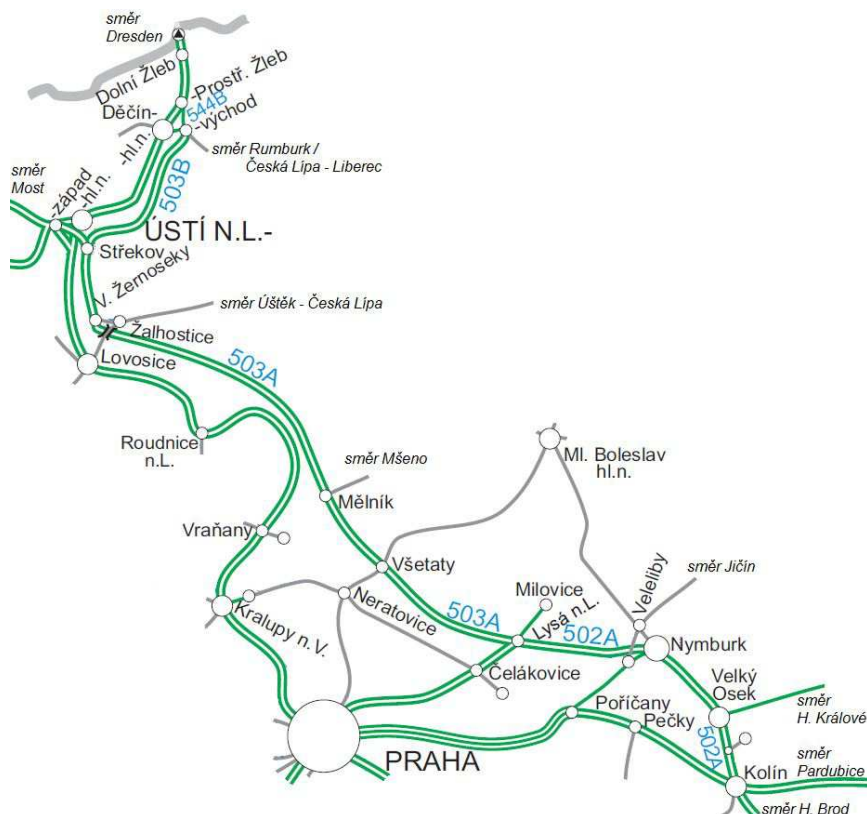 směr
Dresden
Dolní Žleb
-Prostř. Žleb
544B
Děčín-
-hl.n.
-východ
směr Rumburk /
Česká Lípa - Liberec
503B
směr
Most
-západ
-hl.n.
ÚSTÍ N.L.-
Střekov
V. Žernoseky
směr Úštěk - Česká Lípa
Žalhostice
Lovosice
503A
Roudnice
n.L.
směr Mšeno
Ml. Boleslav
hl.n.
Mělník
Vraňany
Všetaty
Milovice
Veleliby
směr Jičín
Neratovice
503A
Lysá n.L.
502A
Kralupy n.V.
Nymburk
Čelákovice
Velký
Osek
Poříčany
Pečky
směr
H. Králové
502A
PRAHA
Kolín
směr
Pardubice
směr H. Brod